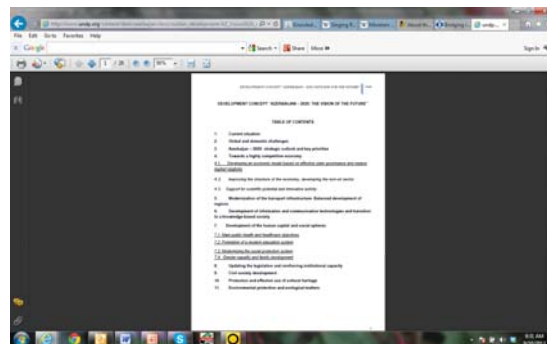 File Edit Goto Favorites Help
Google
Search
Share
More »
Sign In
1 / 38
DEVELOPMENT CONCEPT "AZERBAIJAN - 2020: THE VISION OF THE FUTURE"
TABLE OF CONTENTS
1 Current situation
2 Global and domestic challenges
3 Azerbaijan – 2020: strategic outlook and key priorities
4 Towards a highly competitive economy
4.1. Developing an economic model based on effective state governance and
market relations
4.2 Improving the structure of the economy, developing the non-oil sector
4.3 Support for scientific potential and innovative activity
5 Modernization of the transport infrastructure. Balanced development of
regions
6 Development of information and communication technologies and transition
to a knowledge-based society
7 Development of the human capital and social spheres
7.1. public health and healthcare
7.2. Formation of a modern education system
7.3. the social protection system
7.4. Gender equality and family development
8 Updating the legislation and reinforcing institutional capacity
9 Civil society development
10 Protection and effective use of cultural heritage
11 Environmental protection and ecological matters